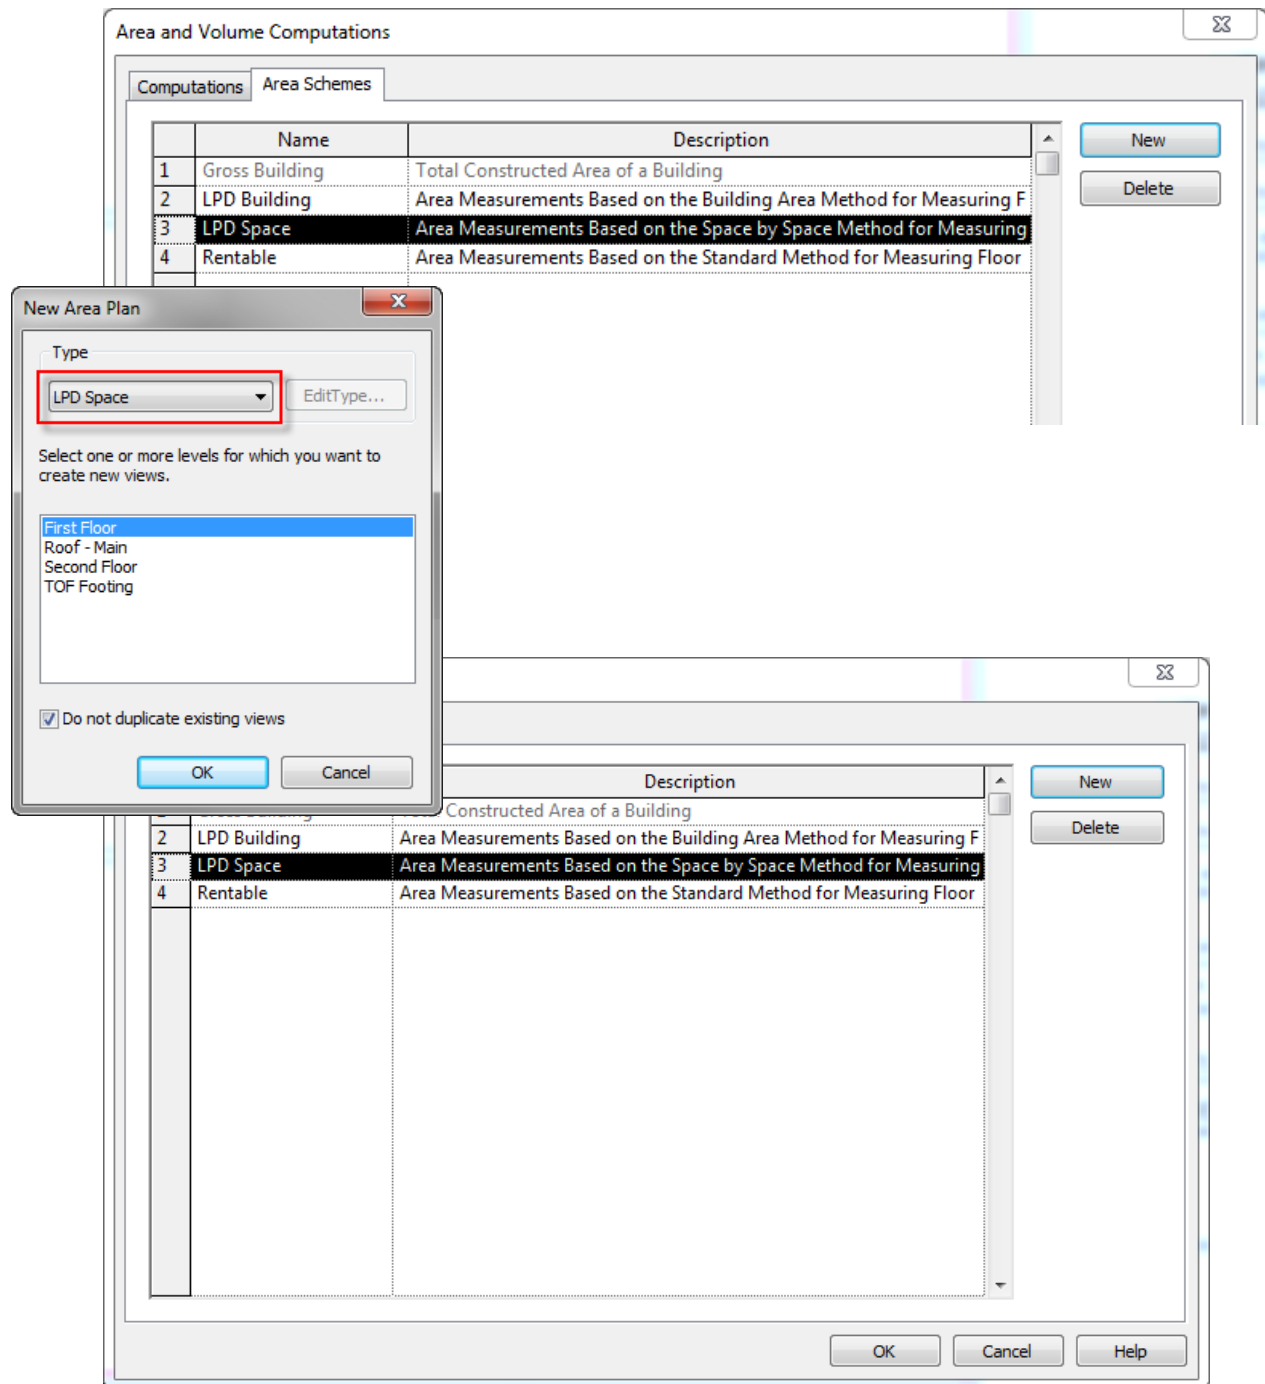 Area and Volume Computations
Computations Area Schemes
Name Description
1 Gross Building Total Constructed Area of a Building
2 LPD Building Area Measurements Based on the Building Area Method for Measuring F
3 LPD Space Area Measurements Based on the Space by Space Method for Measuring
4 Rentable Area Measurements Based on the Standard Method for Measuring Floor
New
Delete
New Area Plan
Type
LPD Space EditType...
Select one or more levels for which you want to
create new views.
First Floor
Roof - Main
Second Floor
TOF Footing
Do not duplicate existing views
OK Cancel
Description
Constructed Area of a Building
2 LPD Building Area Measurements Based on the Building Area Method for Measuring F
3 LPD Space Area Measurements Based on the Space by Space Method for Measuring
4 Rentable Area Measurements Based on the Standard Method for Measuring Floor
New
Delete
OK Cancel Help